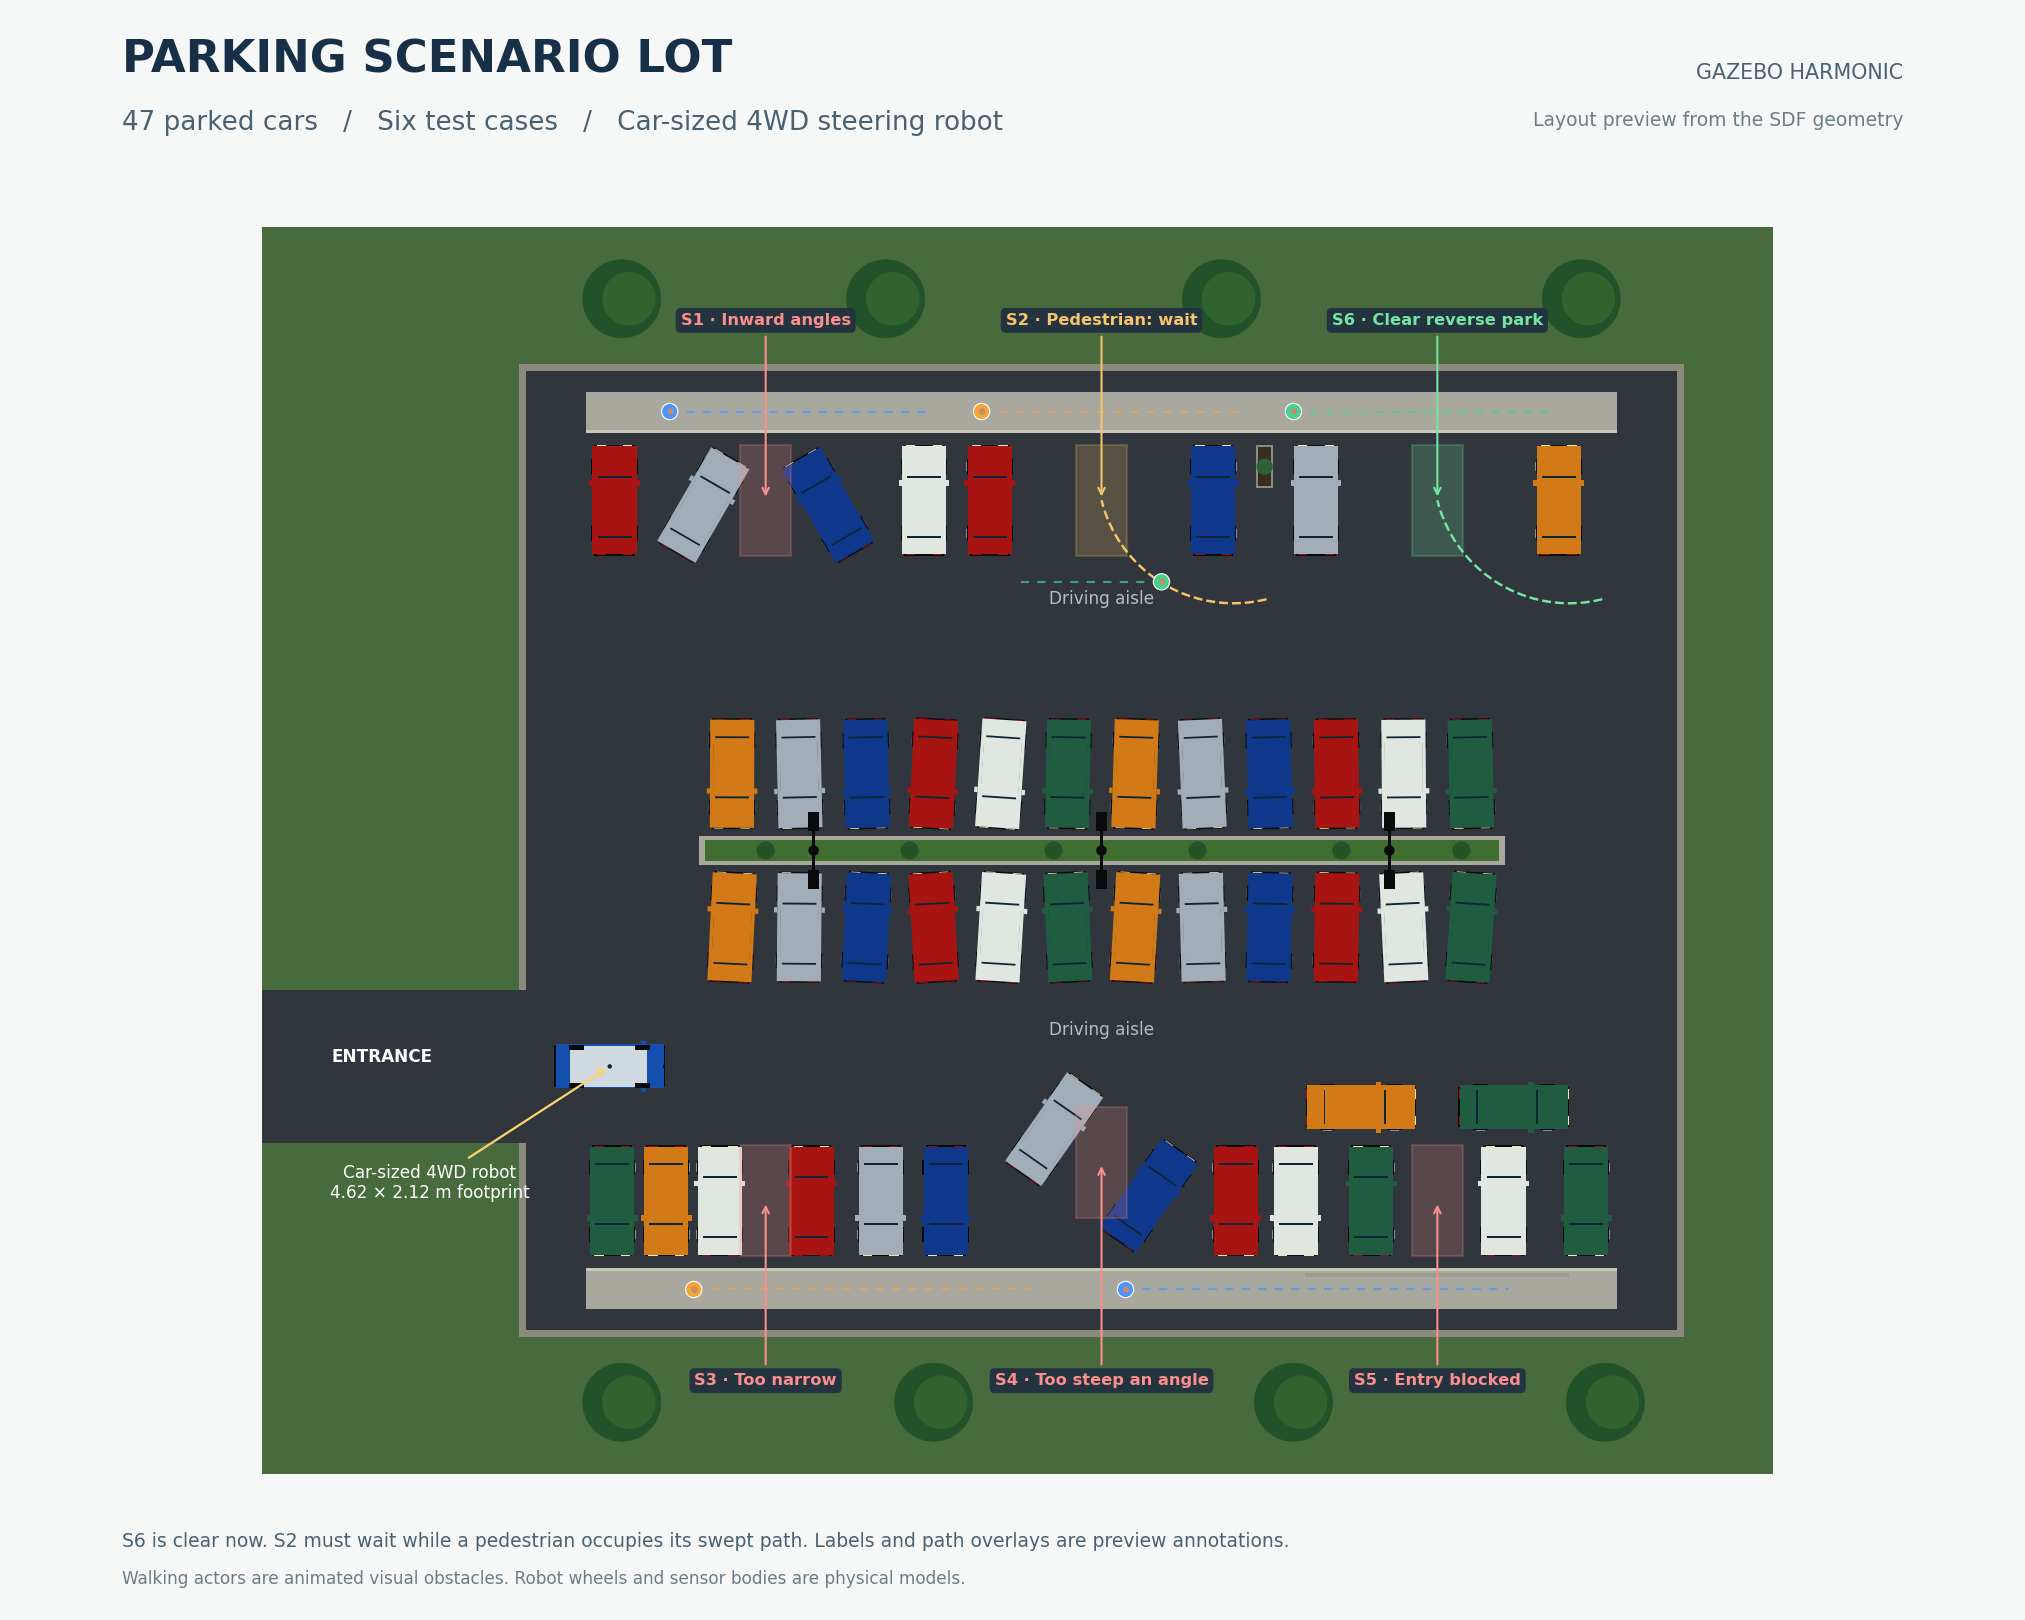 PARKING SCENARIO LOT
GAZEBO HARMONIC
47 parked cars / Six test cases / Car-sized 4WD steering robot
Layout preview from the SDF geometry
S1 · Inward angles
S2 · Pedestrian: wait
S6 · Clear reverse park
Driving aisle
Driving aisle
ENTRANCE
Car-sized 4WD robot
4.62 × 2.12 m footprint
S3 · Too narrow
S4 · Too steep an angle
S5 · Entry blocked
S6 is clear now. S2 must wait while a pedestrian occupies its swept path. Labels and path overlays are preview annotations.
Walking actors are animated visual obstacles. Robot wheels and sensor bodies are physical models.